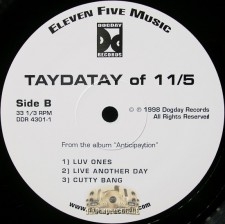 ELEVEN FIVE MUSIC
DOGDAY
RECORDS
TAYDATAY of 11/5
Side B
33 1/3 RPM
DDR 4301-1
℗ © 1998 Dogday Records
All Rights Reserved
From the album "Anticipaytion"
1) LUV ONES
2) LIVE ANOTHER DAY
3) CUTTY BANG